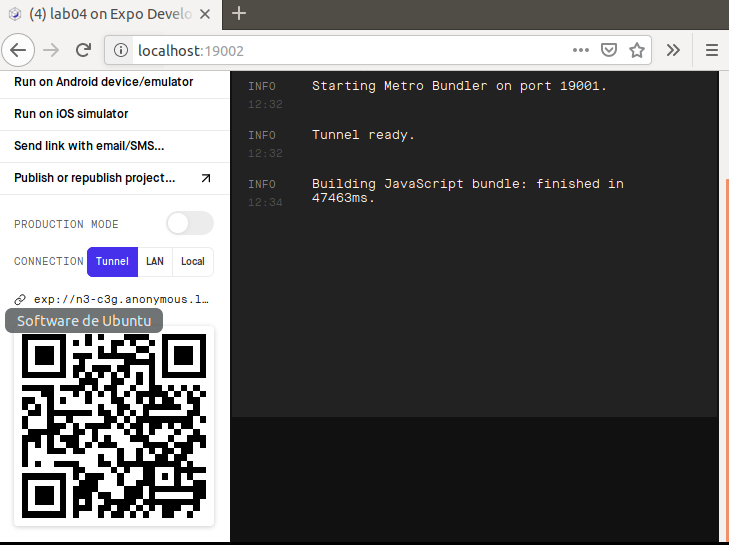 (4) lab04 on Expo Develo
localhost:19002
Run on Android device/emulator
Run on iOS simulator
Send link with email/SMS...
Publish or republish project...
PRODUCTION MODE
CONNECTION Tunnel LAN Local
exp://n3-c3g.anonymous.l…
Software de Ubuntu
INFO Starting Metro Bundler on port 19001.
12:32
INFO Tunnel ready.
12:32
INFO Building JavaScript bundle: finished in
12:34 47463ms.